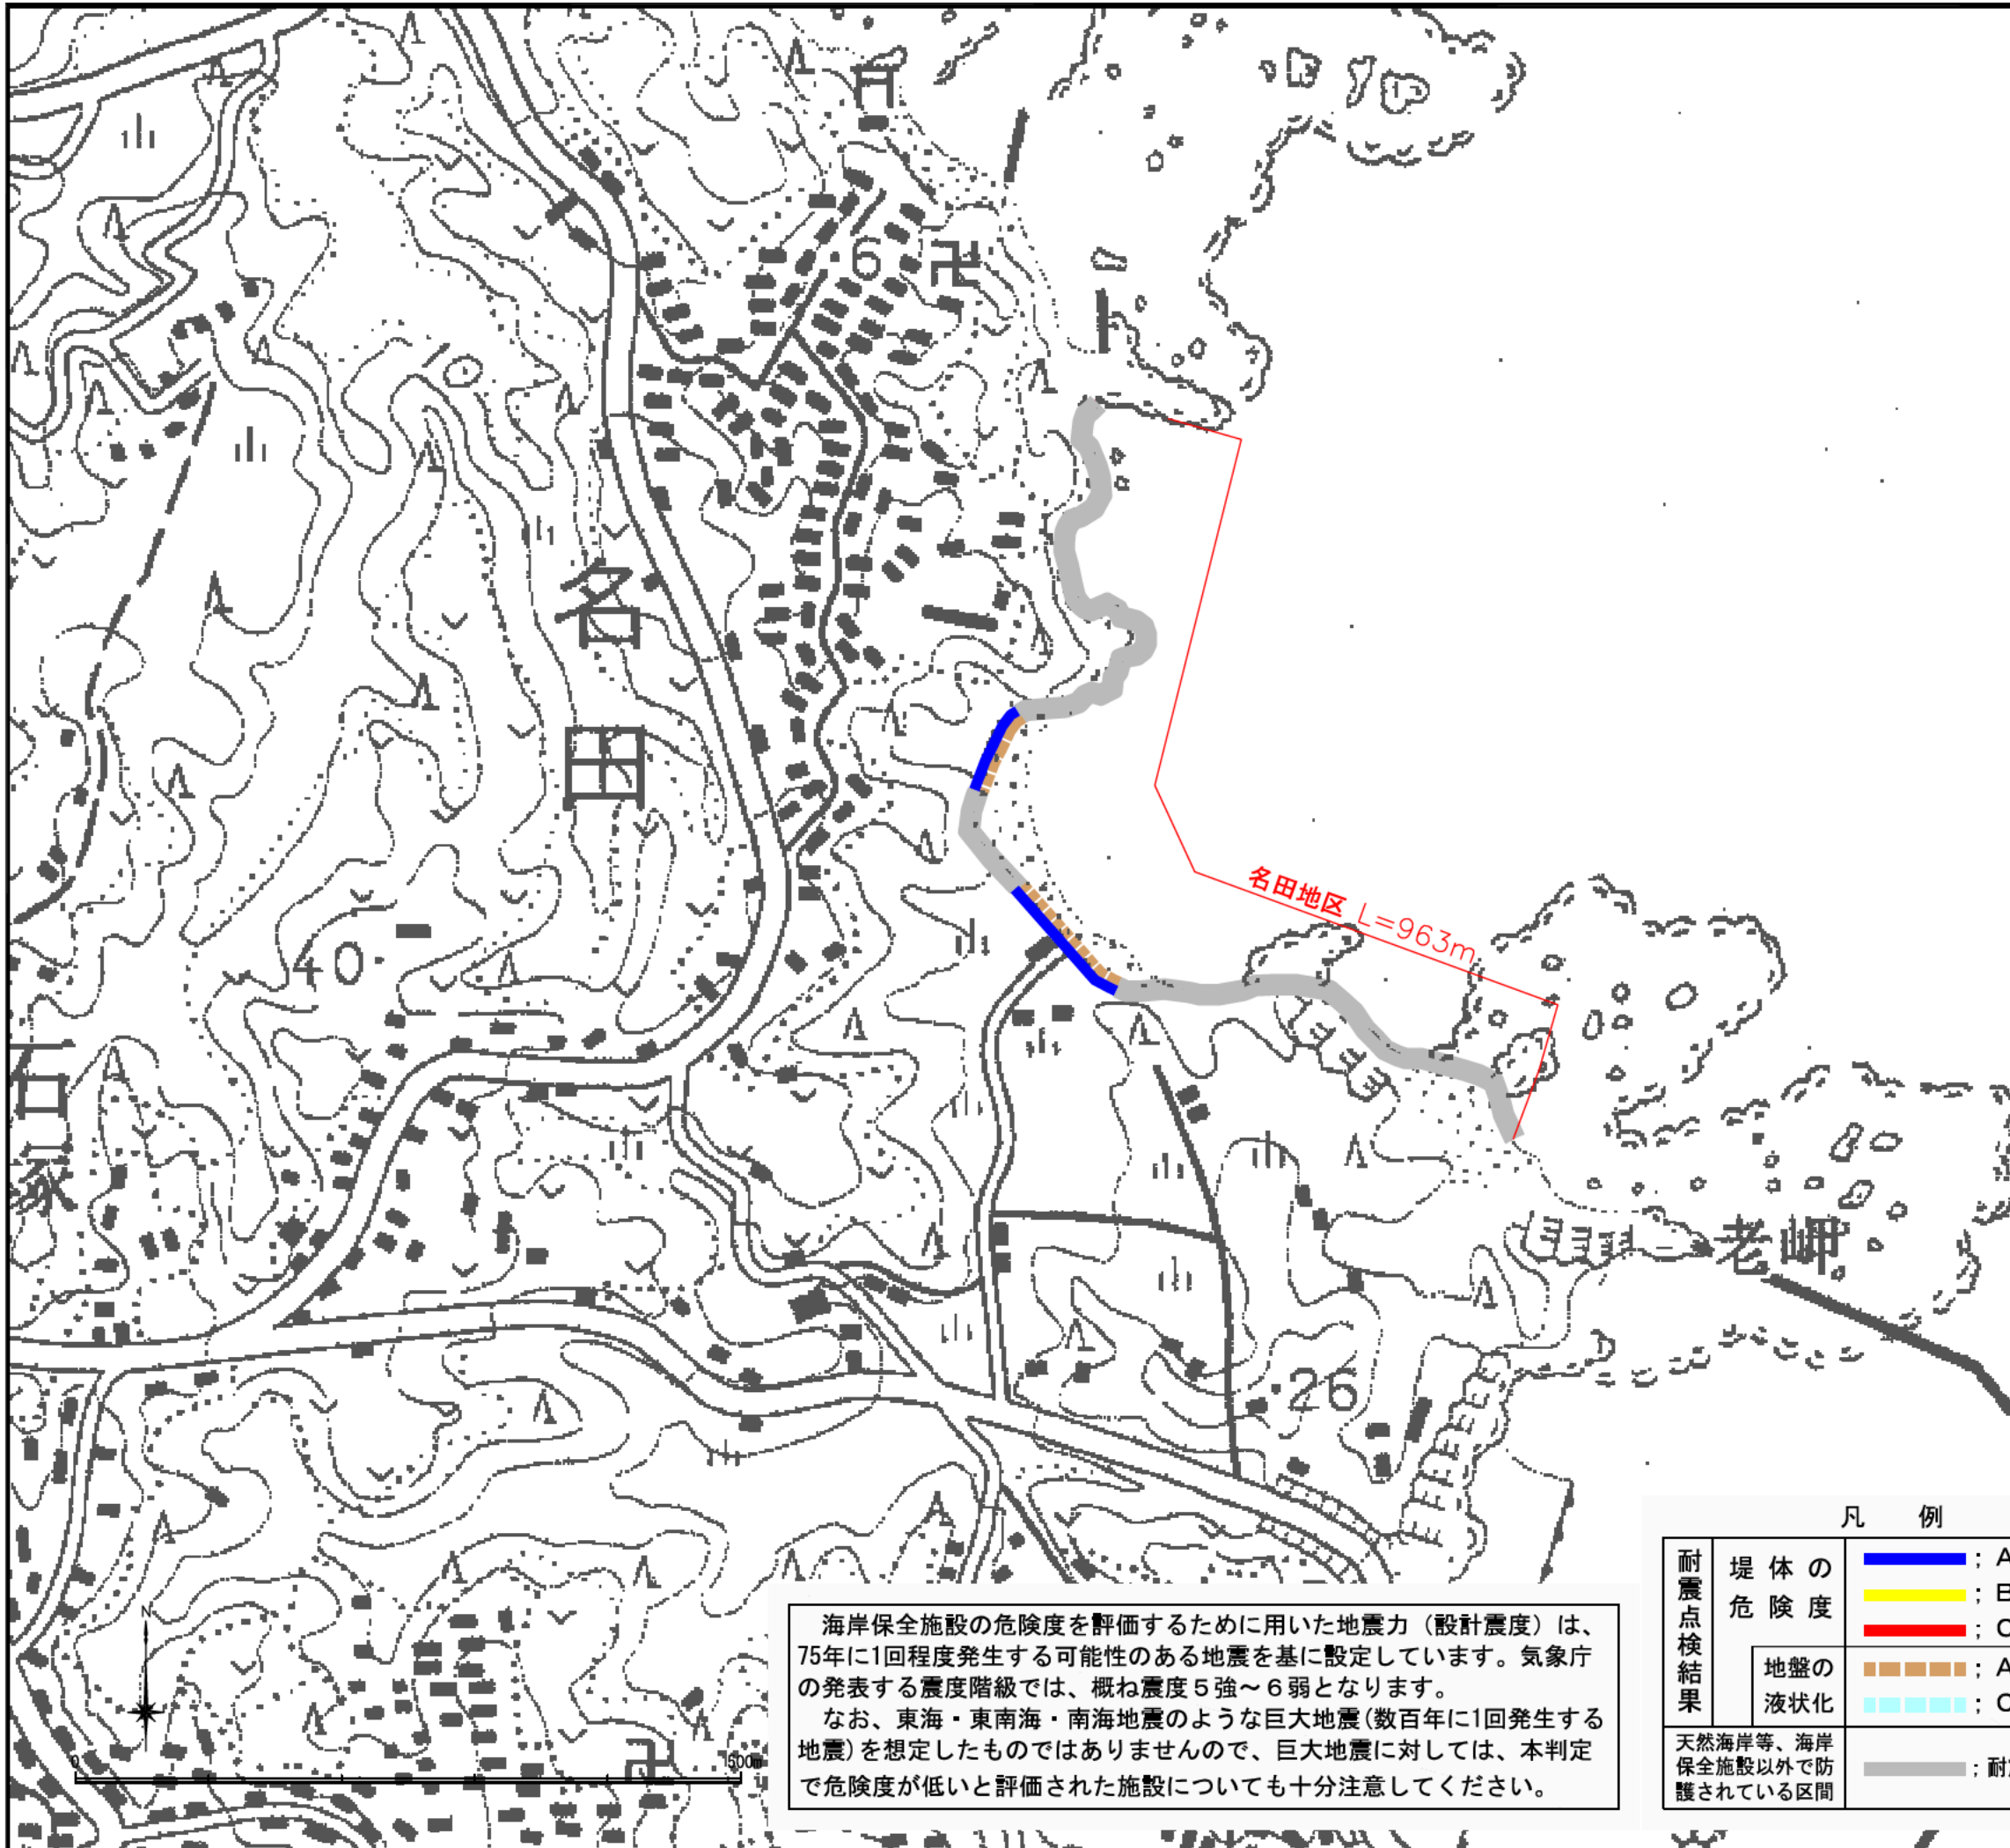 6
名
田
名田地区 L=963m
40
石
塚
老岬
26
凡 例
耐震点検結果
堤体の
危険度
; A
; B
; C
地盤の
液状化
; A
; C
天然海岸等、海岸
保全施設以外で防
護されている区間
; 耐
海岸保全施設の危険度を評価するために用いた地震力（設計震度）は、
75年に1回程度発生する可能性のある地震を基に設定しています。気象庁
の発表する震度階級では、概ね震度５強～６弱となります。
なお、東海・東南海・南海地震のような巨大地震(数百年に1回発生する
地震)を想定したものではありませんので、巨大地震に対しては、本判定
で危険度が低いと評価された施設についても十分注意してください。
N
0 500m